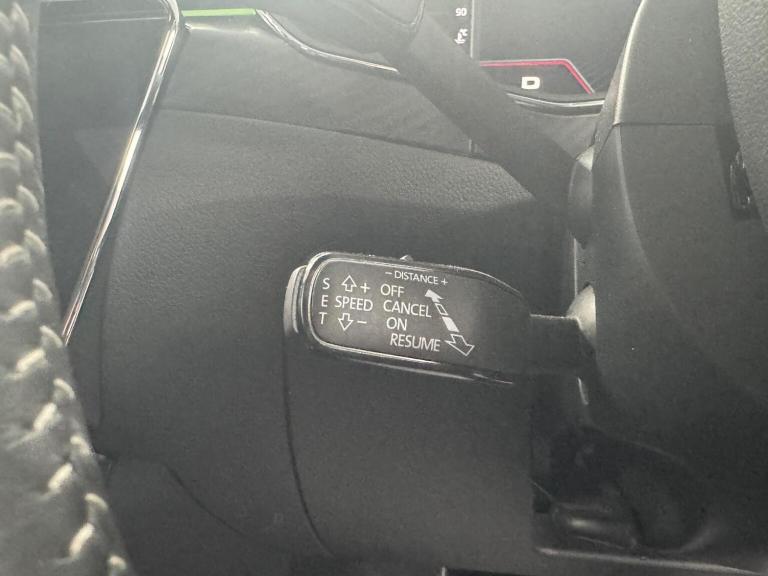 90
D
- DISTANCE +
S + OFF
E SPEED CANCEL
T - ON
RESUME